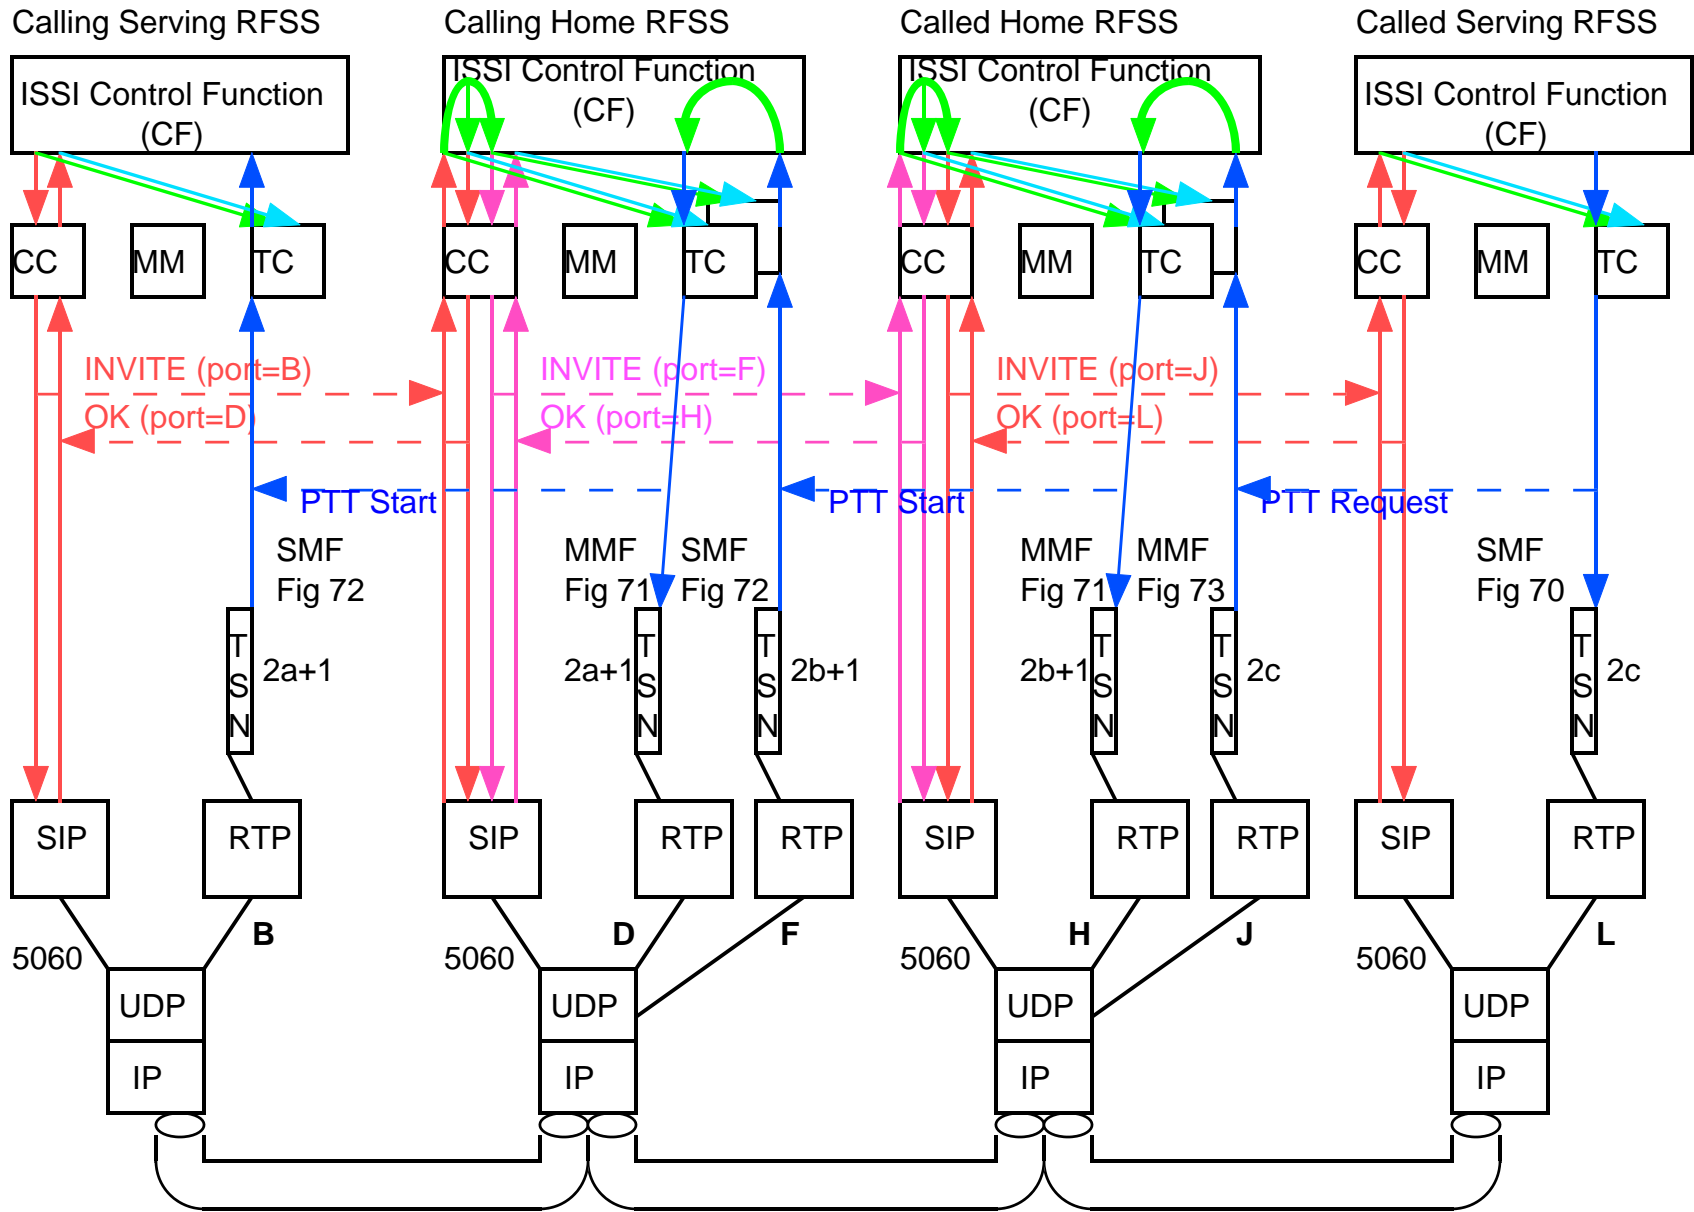 Calling Serving RFSS
Calling Home RFSS
Called Home RFSS
Called Serving RFSS
ISSI Control Function
(CF)
ISSI Control Function
(CF)
ISSI Control Function
(CF)
ISSI Control Function
(CF)
CC
MM
TC
CC
MM
TC
CC
MM
TC
CC
MM
TC
INVITE (port=B)
OK (port=D)
INVITE (port=F)
OK (port=H)
INVITE (port=J)
OK (port=L)
PTT Start
PTT Start
PTT Request
SMF
Fig 72
MMF
Fig 71
SMF
Fig 72
MMF
Fig 71
MMF
Fig 73
SMF
Fig 70
TSN
2a+1
2a+1
TSN
TSN
2b+1
2b+1
TSN
TSN
2c
TSN
2c
SIP
RTP
SIP
RTP
RTP
SIP
RTP
RTP
SIP
RTP
5060
B
5060
D
F
5060
H
J
5060
L
UDP
UDP
UDP
UDP
IP
IP
IP
IP